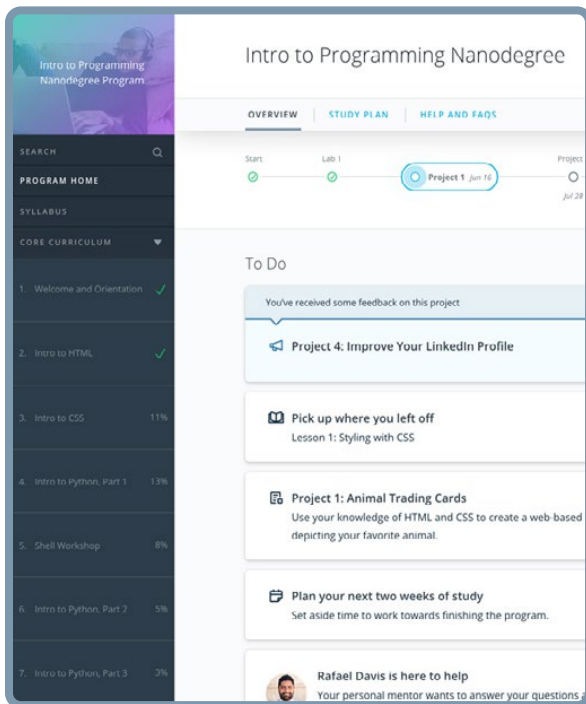 Intro to Programming
Nanodegree Program
SEARCH
PROGRAM HOME
SYLLABUS
CORE CURRICULUM
1. Welcome and Orientation
2. Intro to HTML
3. Intro to CSS 11%
4. Intro to Python, Part 1 13%
5. Shell Workshop 8%
6. Intro to Python, Part 2 5%
7. Intro to Python, Part 3 3%
Intro to Programming Nanodegree
OVERVIEW STUDY PLAN HELP AND FAQS
Start Lab 1 Project
Project 1 Jun 16
Jul 28
To Do
You've received some feedback on this project
Project 4: Improve Your LinkedIn Profile
Pick up where you left off
Lesson 1: Styling with CSS
Project 1: Animal Trading Cards
Use your knowledge of HTML and CSS to create a web-based
depicting your favorite animal.
Plan your next two weeks of study
Set aside time to work towards finishing the program.
Rafael Davis is here to help
Your personal mentor wants to answer your questions